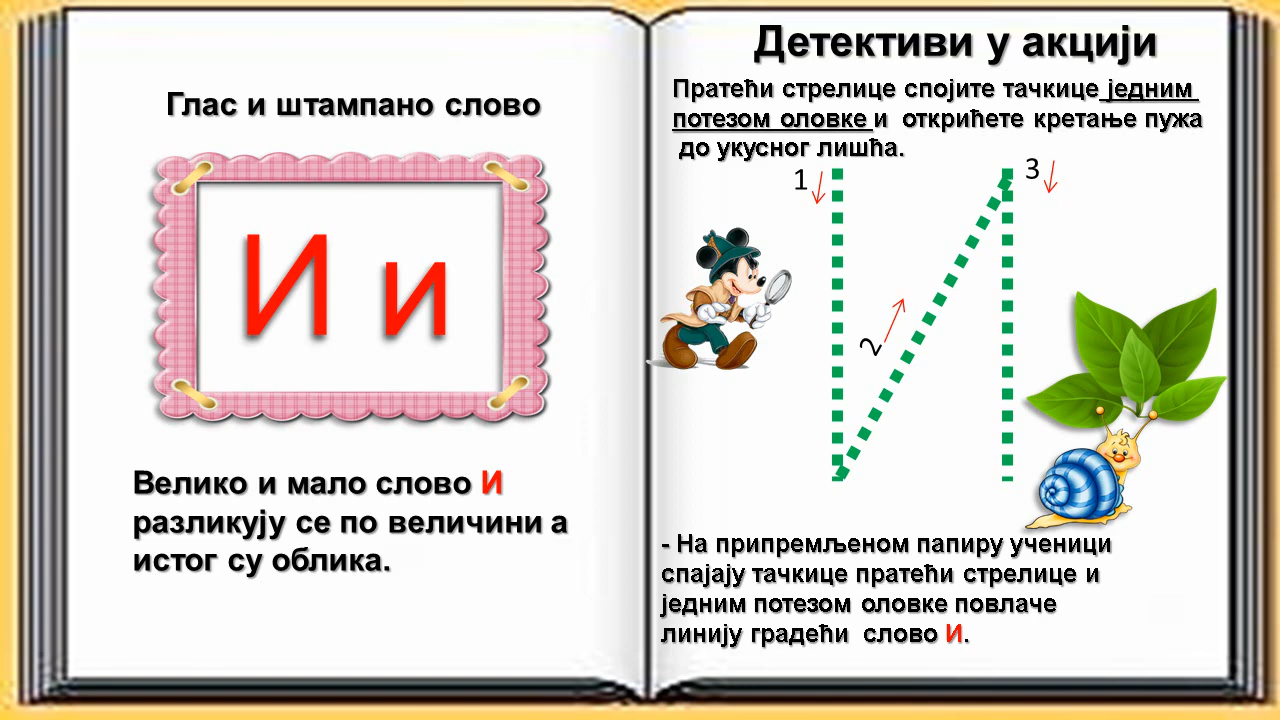 Глас и штампано слово
И и
Велико и мало слово И
разликују се по величини а
истог су облика.
Детективи у акцији
Пратећи стрелице спојите тачкице једним
потезом оловке и открићете кретање пужа
до укусног лишћа.
1
3
2
- На припремљеном папиру ученици
спајају тачкице пратећи стрелице и
једним потезом оловке повлаче
линију градећи слово И.